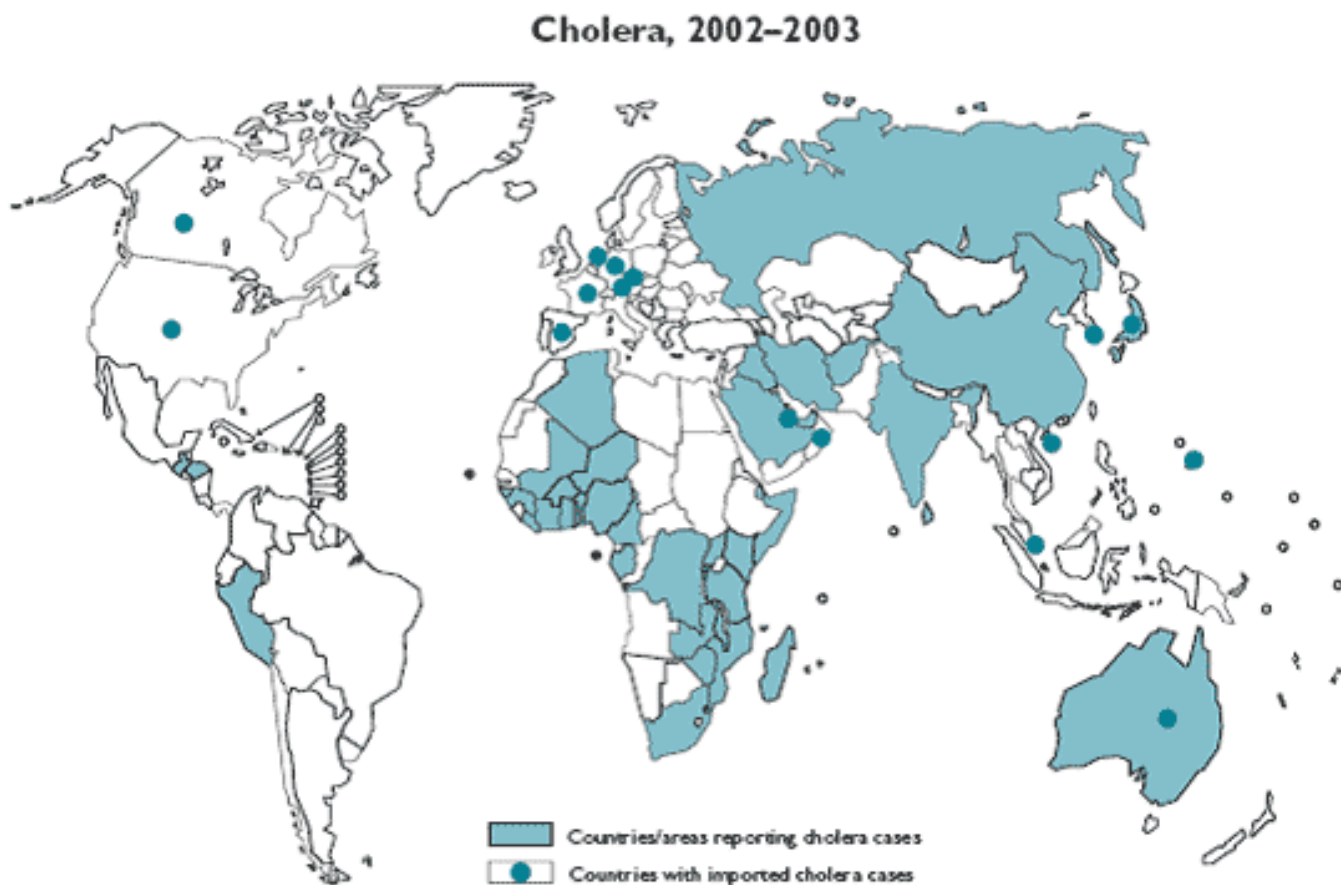 Cholera, 2002–2003
Countries/areas reporting cholera cases
Countries with imported cholera cases